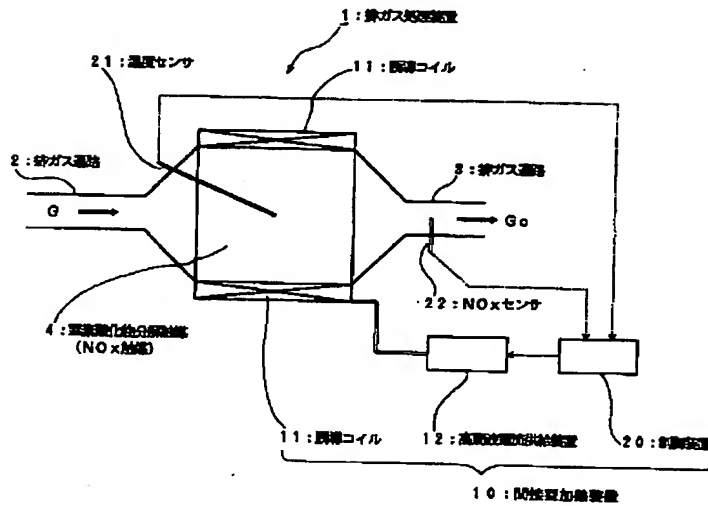 1:排ガス処理装置
21:温度センサ
11:誘導コイル
2:排ガス通路
3:排ガス通路
G
Gc
22:NOxセンサ
4:窒素酸化物分解触媒
(NOx触媒)
11:誘導コイル
12:高周波電流供給装置
20:制御装置
10:間接型加熱装置